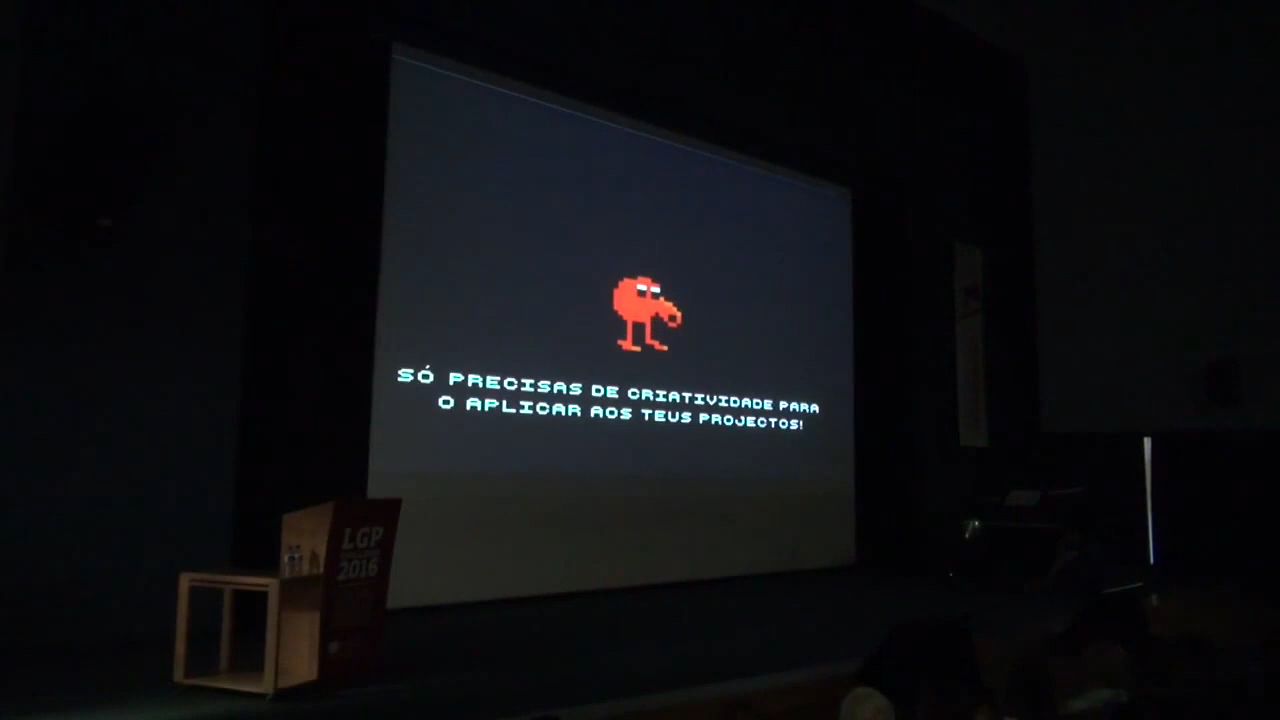 SÓ PRECISAS DE CRIATIVIDADE PARA
O APLICAR AOS TEUS PROJECTOS!
LGP
2016